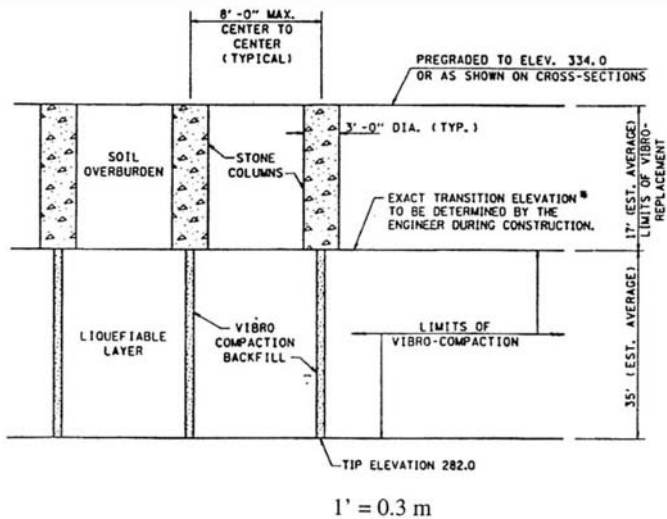 8'-0" MAX.
CENTER TO
CENTER
(TYPICAL)
PREGRADED TO ELEV. 334.0
OR AS SHOWN ON CROSS-SECTIONS
3'-0" DIA. (TYP.)
SOIL
OVERBURDEN
STONE
COLUMNS
EXACT TRANSITION ELEVATION*
TO BE DETERMINED BY THE
ENGINEER DURING CONSTRUCTION.
17' (EST. AVERAGE)
LIMITS OF VIBRO-
REPLACEMENT
LIQUEFIABLE
LAYER
VIBRO
COMPACTION
BACKFILL
LIMITS OF
VIBRO-COMPACTION
35' (EST. AVERAGE)
TIP ELEVATION 282.0
1' = 0.3 m